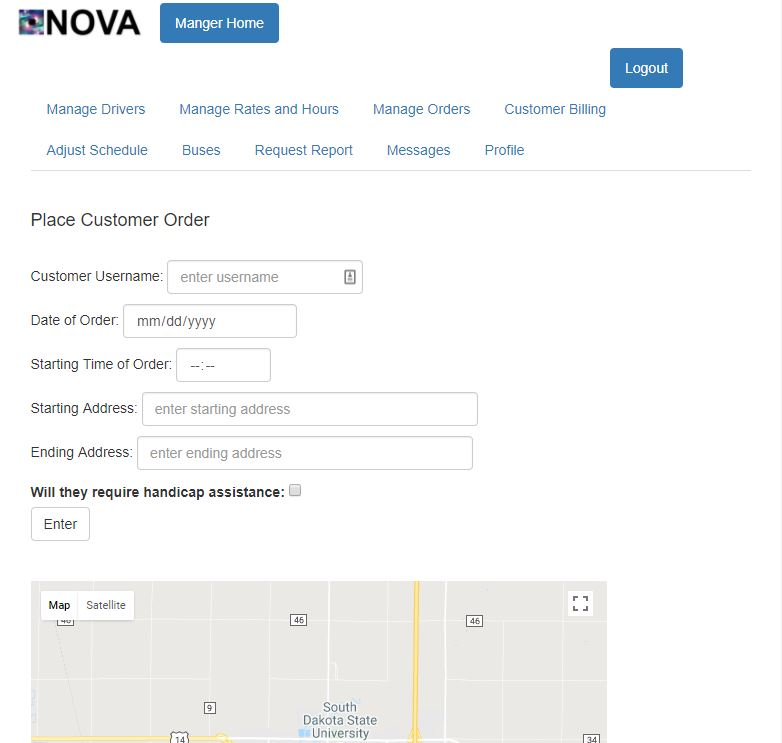 NOVA Manger Home
Logout
Manage Drivers Manage Rates and Hours Manage Orders Customer Billing
Adjust Schedule Buses Request Report Messages Profile
Place Customer Order
Customer Username: enter username
Date of Order: mm/dd/yyyy
Starting Time of Order: --:--
Starting Address: enter starting address
Ending Address: enter ending address
Will they require handicap assistance:
Enter
Map Satellite
46 46 46
9
South
Dakota State
University
14 34